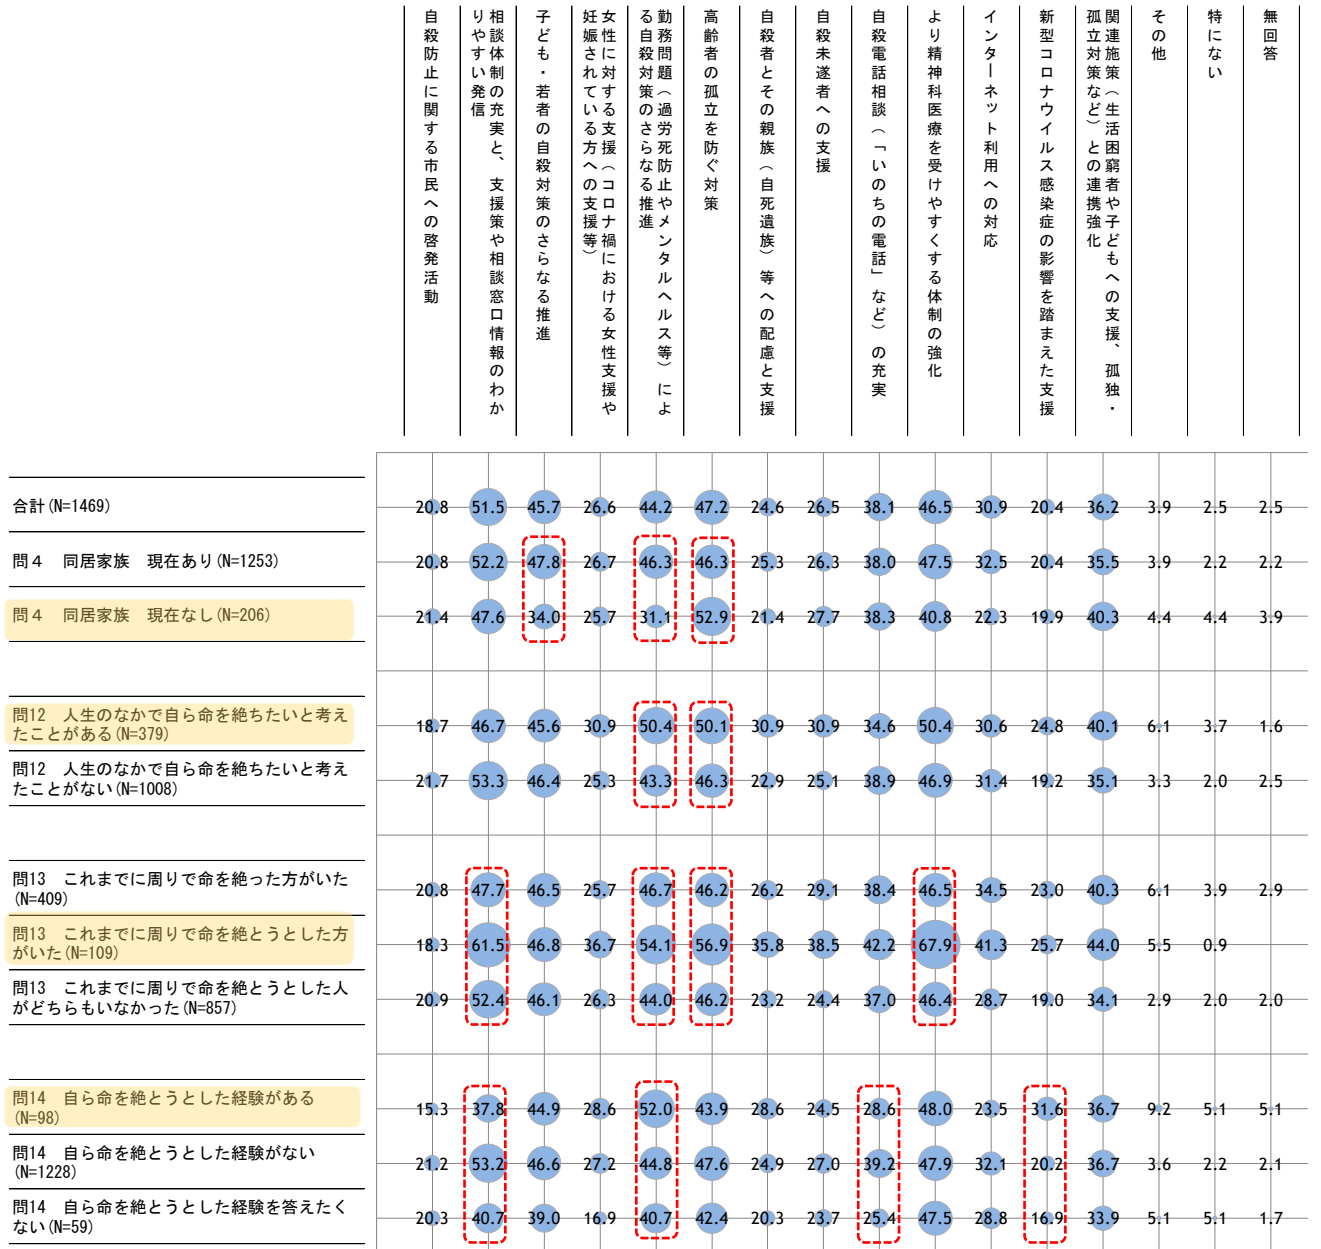 自殺防止に関する市民への啓発活動
相談体制の充実と、支援策や相談窓口情報のわか
りやすい発信
子ども・若者の自殺対策のさらなる推進
女性に対する支援（コロナ禍における女性支援や
妊娠されている方への支援等）
勤務問題（過労死防止やメンタルヘルス等）によ
る自殺対策のさらなる推進
高齢者の孤立を防ぐ対策
自殺者とその親族（自死遺族）等への配慮と支援
自殺未遂者への支援
自殺電話相談（「いのちの電話」など）の充実
より精神科医療を受けやすくする体制の強化
インターネット利用への対応
新型コロナウイルス感染症の影響を踏まえた支援
関連施策（生活困窮者や子どもへの支援、孤独・
孤立対策など）との連携強化
その他
特にない
無回答
合計(N=1469)
20.8 51.5 45.7 26.6 44.2 47.2 24.6 26.5 38.1 46.5 30.9 20.4 36.2 3.9 2.5 2.5
問４　同居家族　現在あり(N=1253)
20.8 52.2 47.8 26.7 46.3 46.3 25.3 26.3 38.0 47.5 32.5 20.4 35.5 3.9 2.2 2.2
問４　同居家族　現在なし(N=206)
21.4 47.6 34.0 25.7 31.1 52.9 21.4 27.7 38.3 40.8 22.3 19.9 40.3 4.4 4.4 3.9
問12　人生のなかで自ら命を絶ちたいと考え
たことがある(N=379)
18.7 46.7 45.6 30.9 50.4 50.1 30.9 30.9 34.6 50.4 30.6 24.8 40.1 6.1 3.7 1.6
問12　人生のなかで自ら命を絶ちたいと考え
たことがない(N=1008)
21.7 53.3 46.4 25.3 43.3 46.3 22.9 25.1 38.9 46.9 31.4 19.2 35.1 3.3 2.0 2.5
問13　これまでに周りで命を絶った方がいた
(N=409)
20.8 47.7 46.5 25.7 46.7 46.2 26.2 29.1 38.4 46.5 34.5 23.0 40.3 6.1 3.9 2.9
問13　これまでに周りで命を絶とうとした方
がいた(N=109)
18.3 61.5 46.8 36.7 54.1 56.9 35.8 38.5 42.2 67.9 41.3 25.7 44.0 5.5 0.9
問13　これまでに周りで命を絶とうとした人
がどちらもいなかった(N=857)
20.9 52.4 46.1 26.3 44.0 46.2 23.2 24.4 37.0 46.4 28.7 19.0 34.1 2.9 2.0 2.0
問14　自ら命を絶とうとした経験がある
(N=98)
15.3 37.8 44.9 28.6 52.0 43.9 28.6 24.5 28.6 48.0 23.5 31.6 36.7 9.2 5.1 5.1
問14　自ら命を絶とうとした経験がない
(N=1228)
21.2 53.2 46.6 27.2 44.8 47.6 24.9 27.0 39.2 47.9 32.1 20.2 36.7 3.6 2.2 2.1
問14　自ら命を絶とうとした経験を答えたく
ない(N=59)
20.3 40.7 39.0 16.9 40.7 42.4 20.3 23.7 25.4 47.5 28.8 16.9 33.9 5.1 5.1 1.7